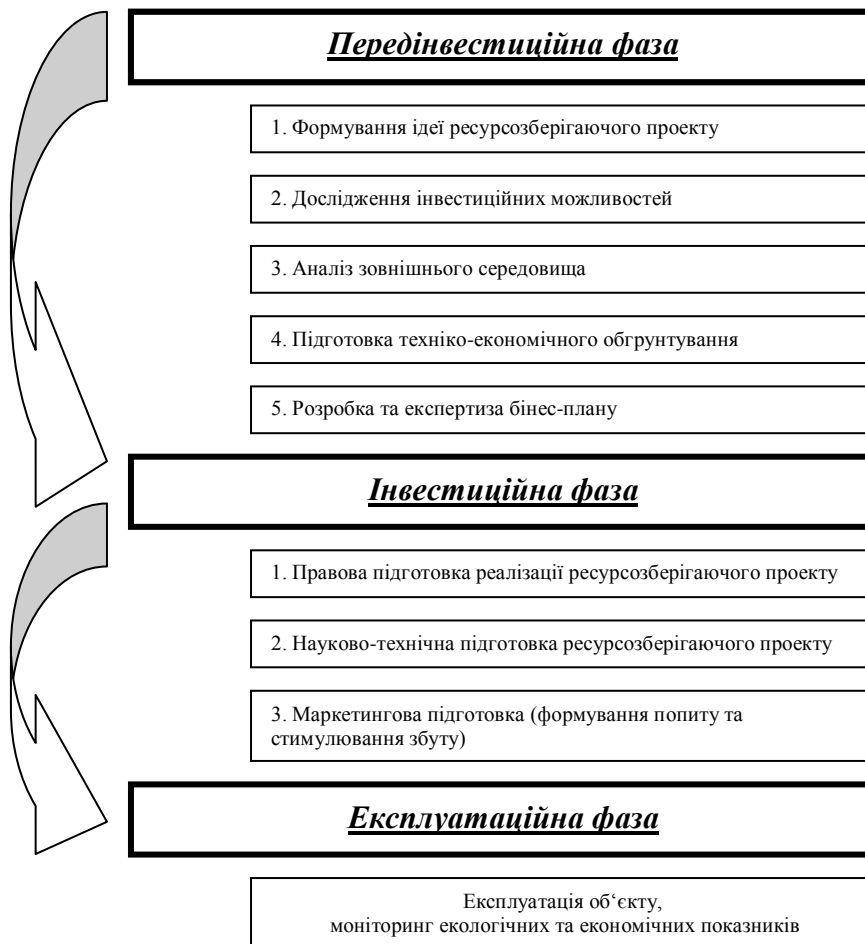 Передінвестиційна фаза
1. Формування ідеї ресурсозберігаючого проекту
2. Дослідження інвестиційних можливостей
3. Аналіз зовнішнього середовища
4. Підготовка техніко-економічного обгрунтування
5. Розробка та експертиза бінес-плану
Інвестиційна фаза
1. Правова підготовка реалізації ресурсозберігаючого проекту
2. Науково-технічна підготовка ресурсозберігаючого проекту
3. Маркетингова підготовка (формування попиту та
стимулювання збуту)
Експлуатаційна фаза
Експлуатація об‘єкту,
моніторинг екологічних та економічних показників